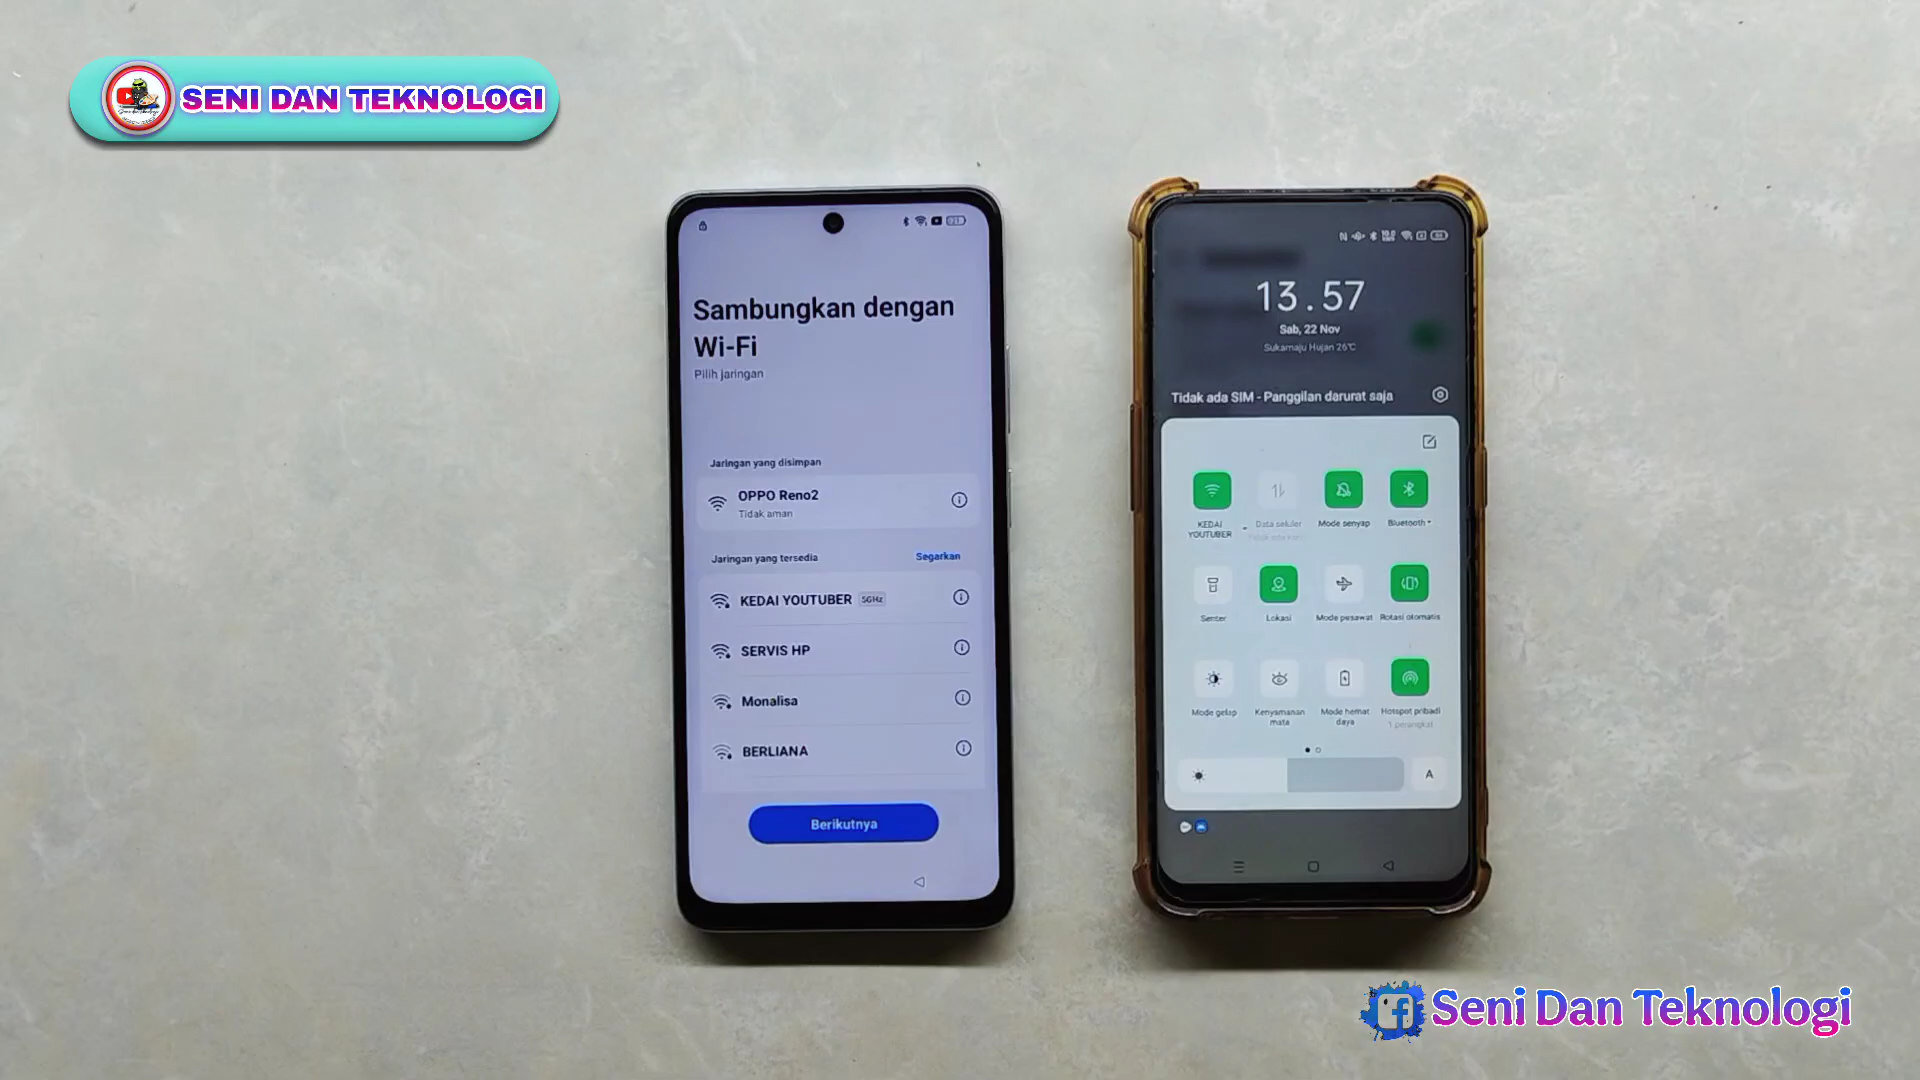 SENI DAN TEKNOLOGI
Sambungkan dengan
Wi-Fi
Pilih jaringan
Jaringan yang disimpan
OPPO Reno2
Tidak aman
Jaringan yang tersedia
Segarkan
KEDAI YOUTUBER 5GHz
SERVIS HP
Monalisa
BERLIANA
Berikutnya
13.57
Sab, 22 Nov
Sukamaju Hujan 26°C
Tidak ada SIM - Panggilan darurat saja
KEDAI
YOUTUBER
Data seluler
Mode senyap
Bluetooth
Senter
Lokasi
Mode pesawat
Rotasi otomatis
Mode gelap
Kenyamanan
mata
Mode hemat
daya
Hotspot pribadi
1 perangkat
A
Seni Dan Teknologi